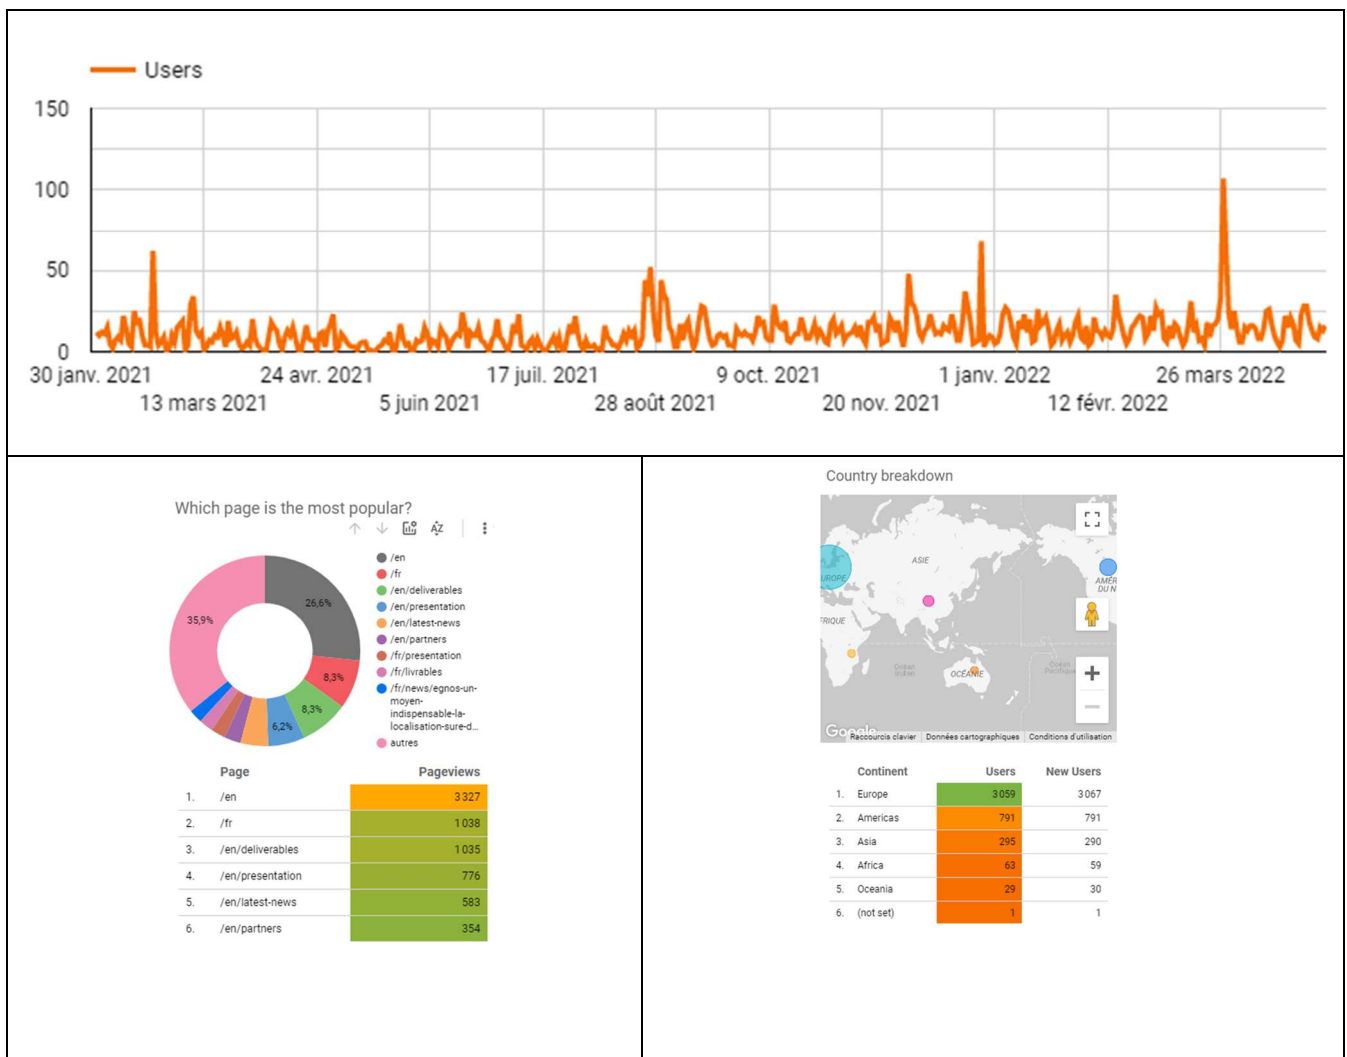 Users
150
100
50
0
30 janv. 2021
24 avr. 2021
17 juil. 2021
9 oct. 2021
1 janv. 2022
26 mars 2022
13 mars 2021
5 juin 2021
28 août 2021
20 nov. 2021
12 févr. 2022
Which page is the most popular?
26,6%
8,3%
8,3%
6,2%
35,9%
/en
/fr
/en/deliverables
/en/presentation
/en/latest-news
/en/partners
/fr/presentation
/fr/livrables
/fr/news/egnos-un-
moyen-
indispensable-la-
localisation-sure-d...
autres
Page Pageviews
1. /en 3 327
2. /fr 1 038
3. /en/deliverables 1 035
4. /en/presentation 776
5. /en/latest-news 583
6. /en/partners 354
Country breakdown
ASIE
EUROPE
AMÉR
DU N
FRIQUE
Océan
Indien
OCÉANIE
Océan
Pacifique
Google
Raccourcis clavier
Données cartographiques
Conditions d'utilisation
Continent Users New Users
1. Europe 3 059 3 067
2. Americas 791 791
3. Asia 295 290
4. Africa 63 59
5. Oceania 29 30
6. (not set) 1 1